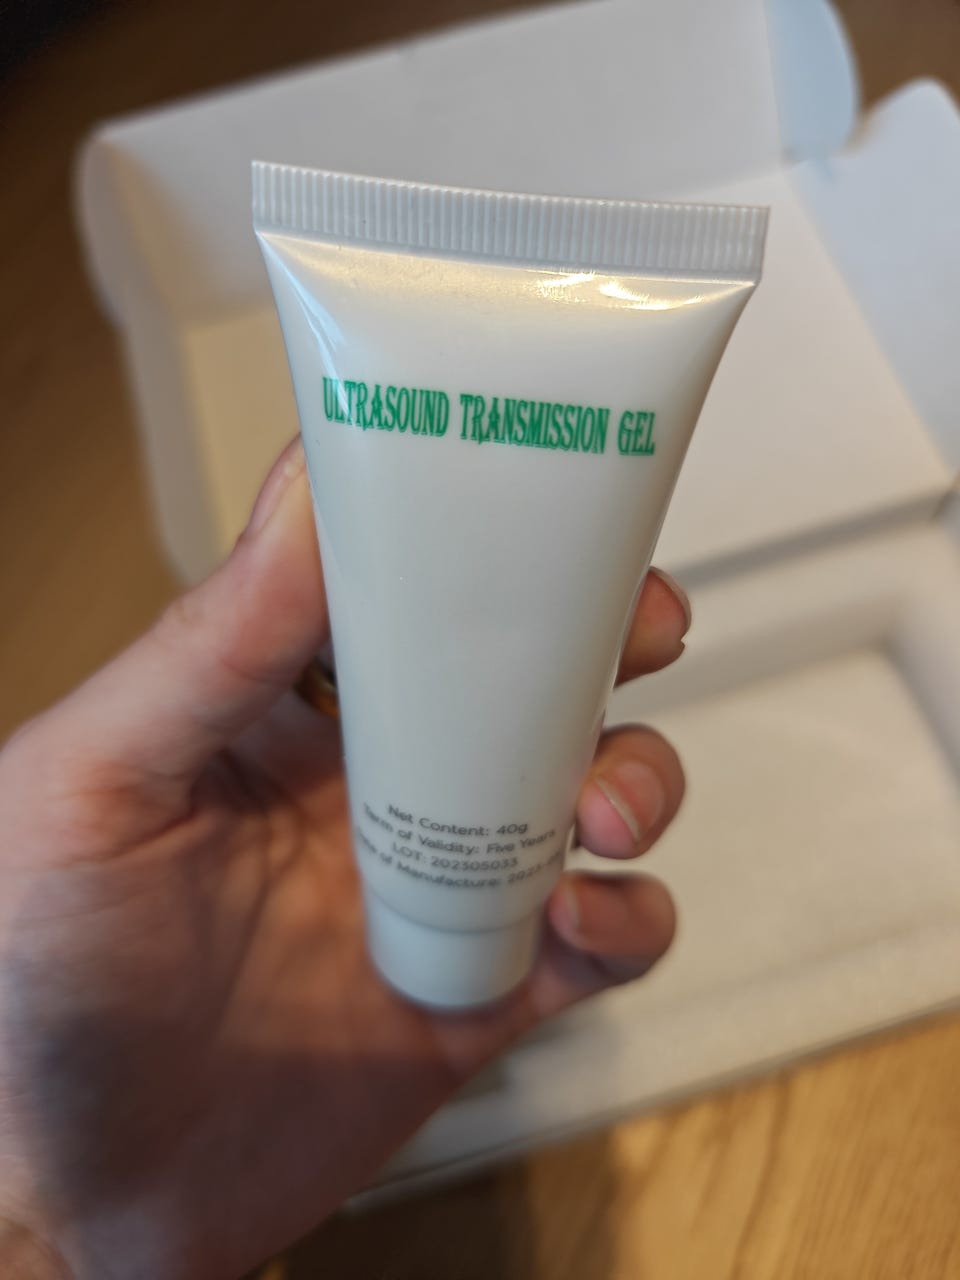 ULTRASOUND TRANSMISSION GEL
Net Content: 40g
Term of Validity: Five Years
LOT: 202305033
of Manufacture: